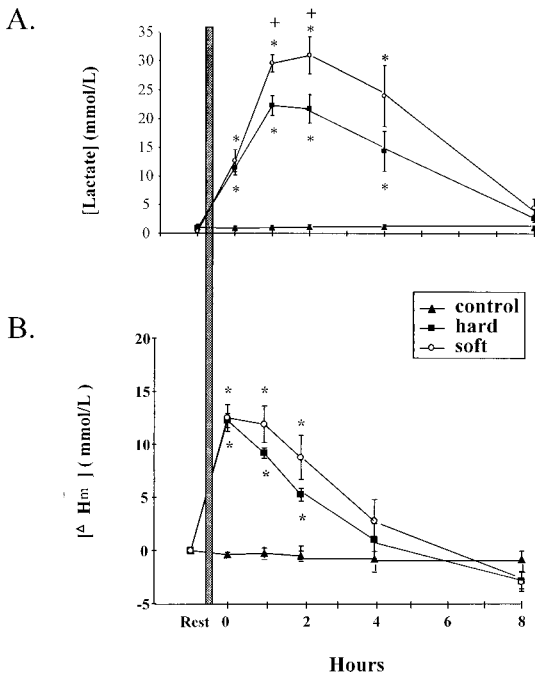 A.
[Lactate] (mmol/L)
35
30
25
20
15
10
5
0
+ +
* * *
* *
* * *
control
hard
soft
B.
[Δ Hm ] ( mmol/L )
20
15
10
5
0
-5
* * *
* * *
Rest 0 2 4 6 8
Hours